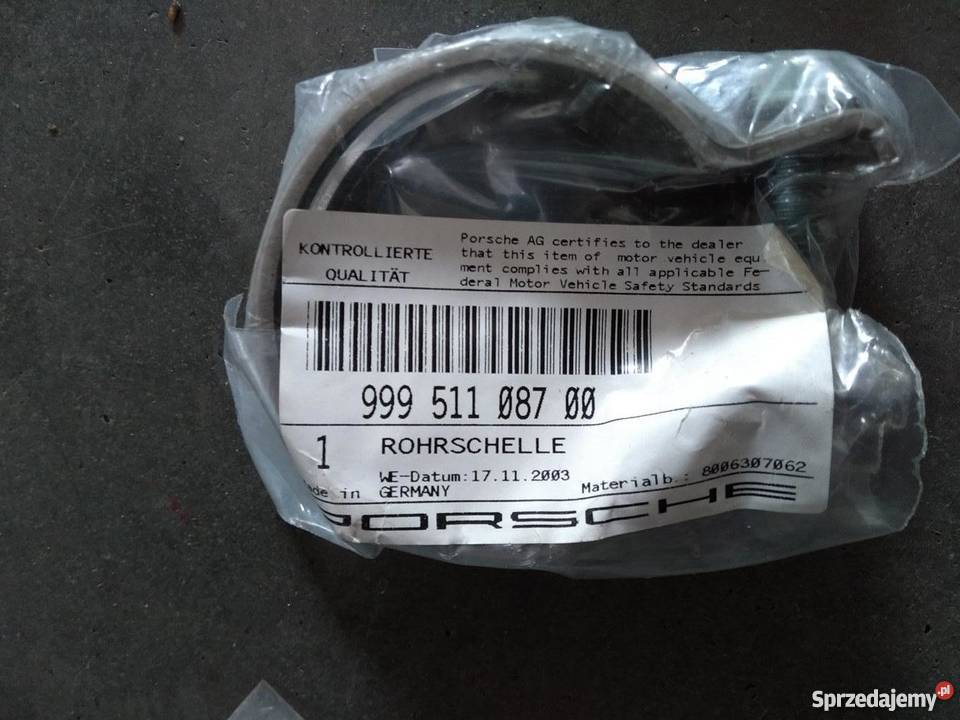 KONTROLLIERTE
QUALITÄT
Porsche AG certifies to the dealer
that this item of motor vehicle equ
ment complies with all applicable Fe-
deral Motor Vehicle Safety Standards
999 511 087 00
1 ROHRSCHELLE
WE-Datum:17.11.2003 Materialb.: 8006307062
ade in GERMANY
PORSCHE
Sprzedajemy.pl